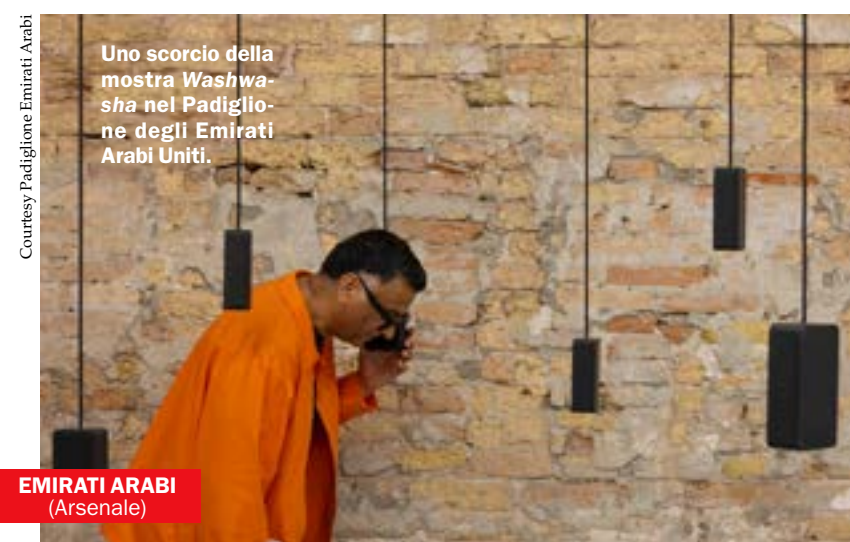 Courtesy Padiglione Emirati Arabi
Uno scorcio della
mostra Washwa-
sha nel Padiglio-
ne degli Emirati
Arabi Uniti.
EMIRATI ARABI
(Arsenale)